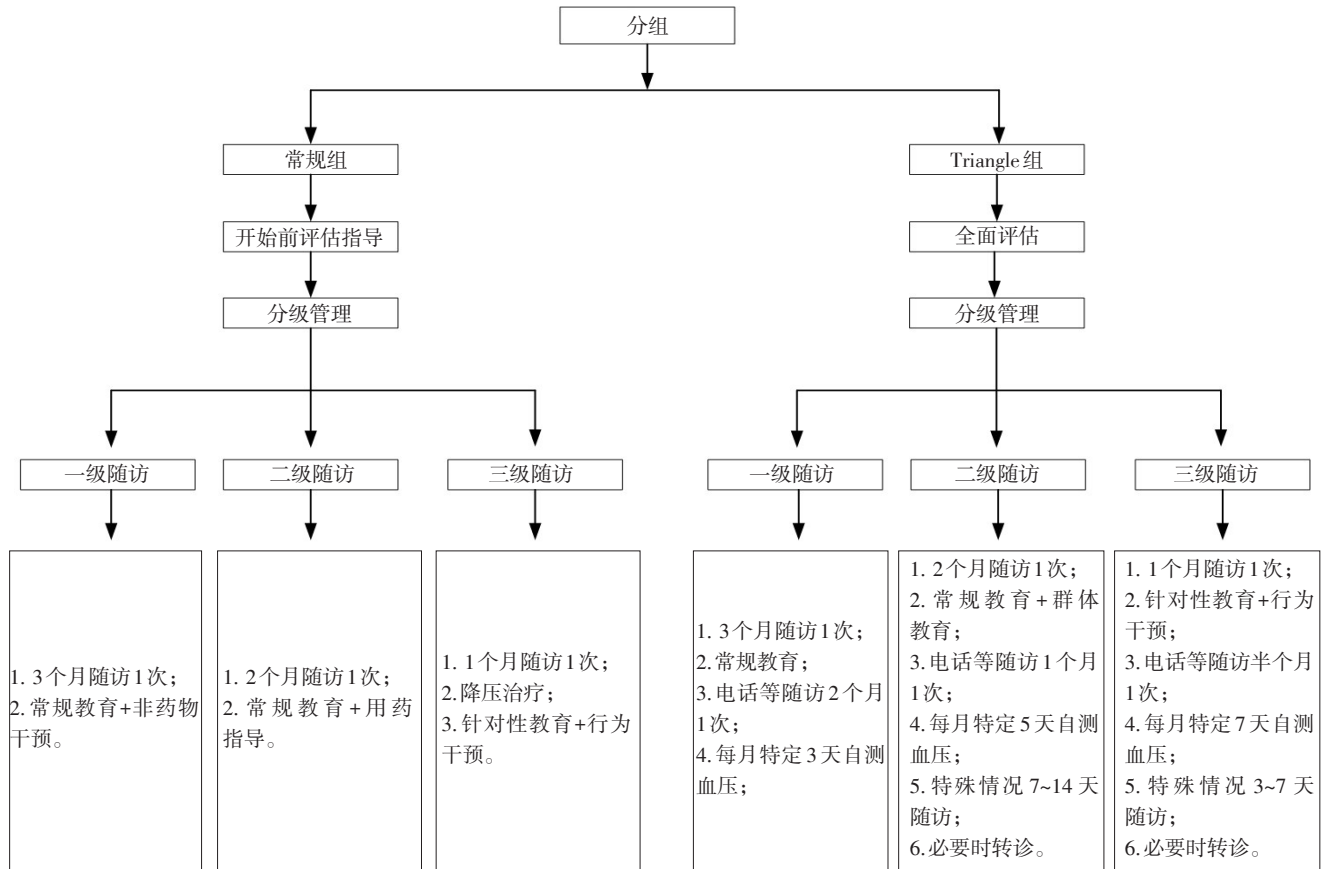 分组
常规组
Triangle组
开始前评估指导
全面评估
分级管理
分级管理
一级随访
二级随访
三级随访
一级随访
二级随访
三级随访
1. 3个月随访1次；
2.常规教育+非药物
干预。
1. 2个月随访1次；
2. 常规教育+用药
指导。
1. 1个月随访1次；
2.降压治疗；
3.针对性教育+行为
干预。
1. 3个月随访1次；
2.常规教育；
3.电话等随访2个月
1次；
4.每月特定3天自测
血压；
1. 2个月随访1次；
2. 常规教育+群体
教育；
3.电话等随访1个月
1次；
4.每月特定5天自测
血压；
5. 特殊情况 7~14 天
随访；
6.必要时转诊。
1. 1个月随访1次；
2.针对性教育+行为
干预；
3.电话等随访半个月
1次；
4.每月特定7天自测
血压；
5. 特殊情况 3~7 天
随访；
6.必要时转诊。